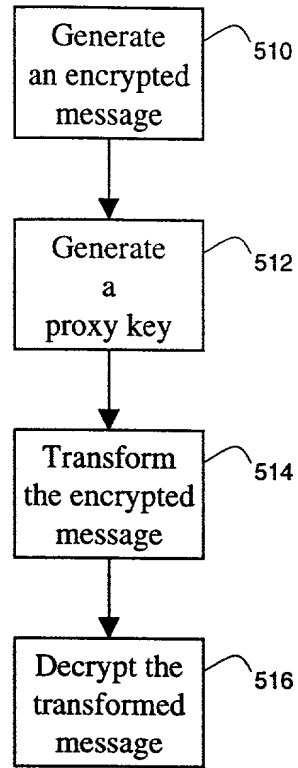 Generate
an encrypted
message
510
Generate
a
proxy key
512
Transform
the encrypted
message
514
Decrypt the
transformed
message
516